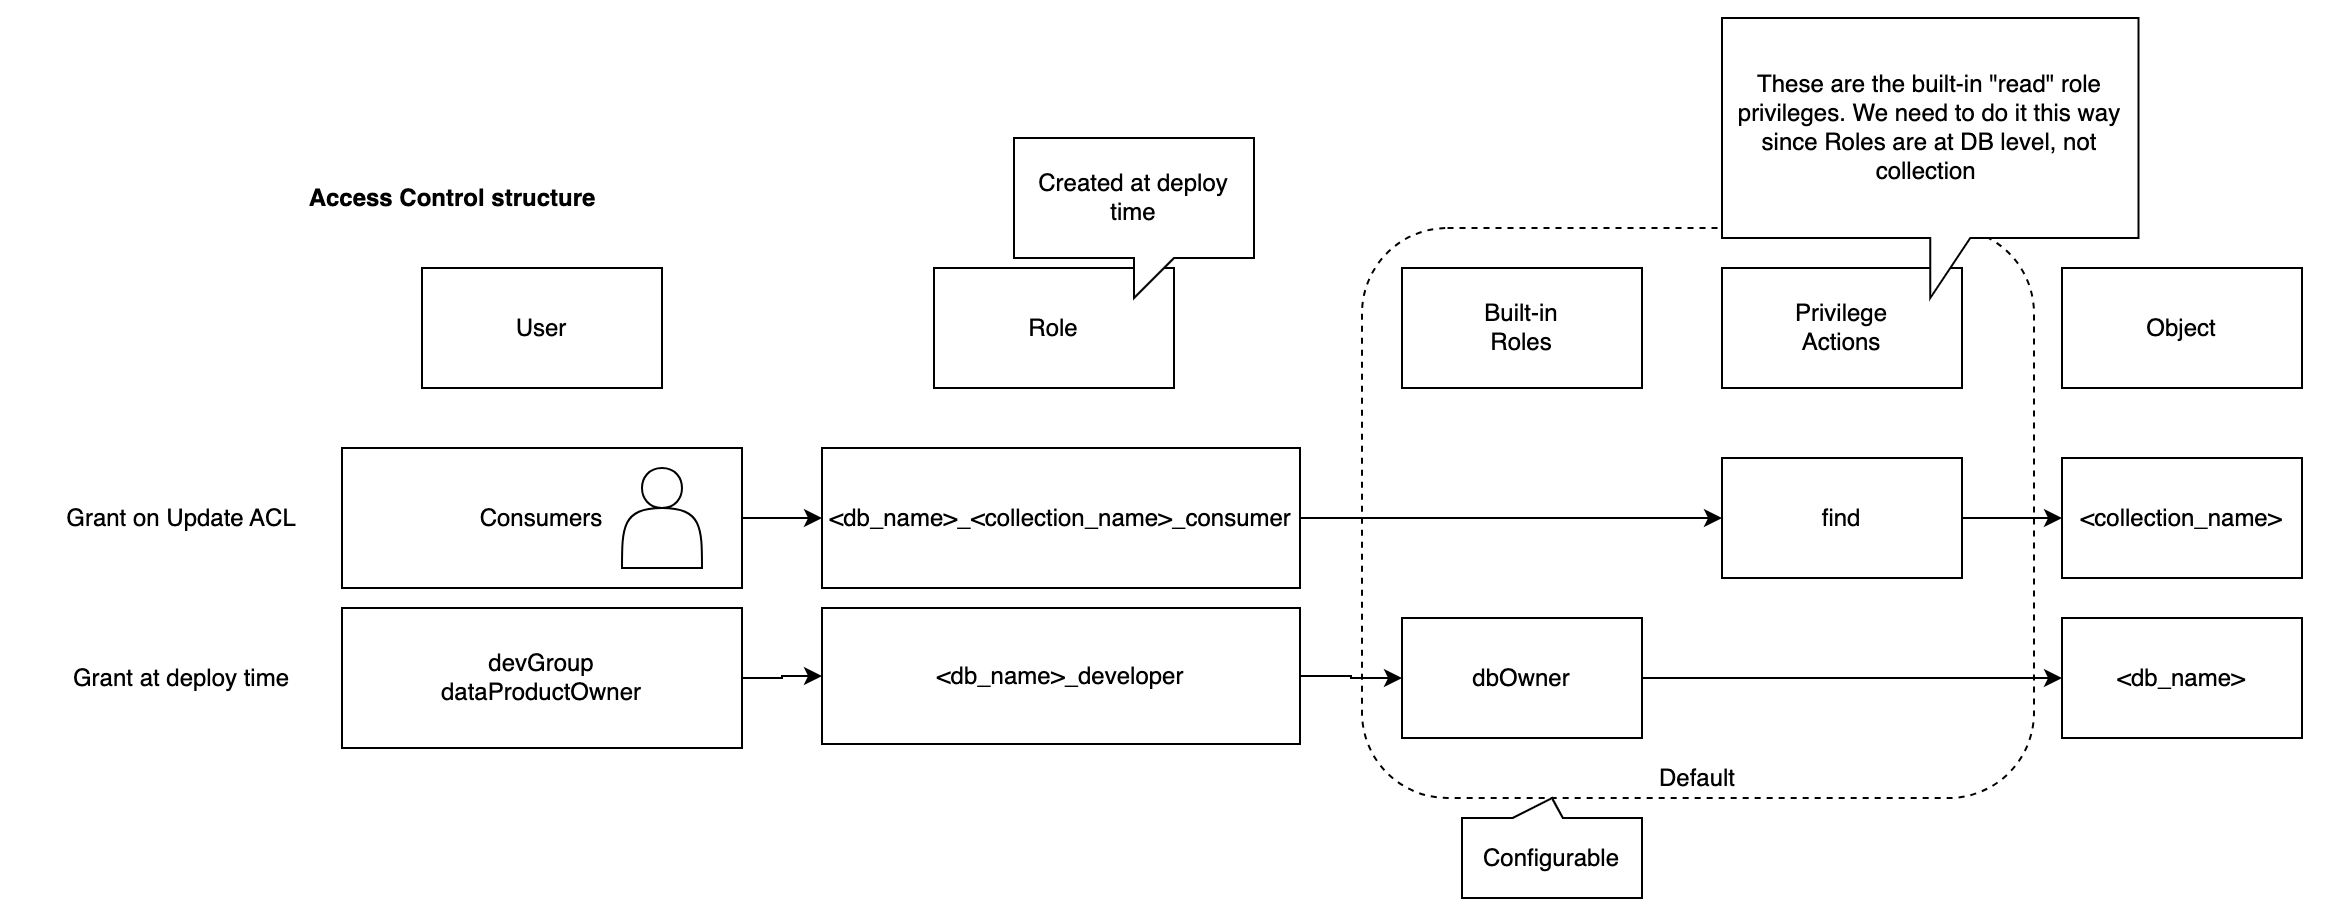 These are the built-in "read" role
privileges. We need to do it this way
since Roles are at DB level, not
collection
Created at deploy
time
Access Control structure
User
Role
Built-in
Roles
Privilege
Actions
Object
Grant on Update ACL
Consumers
<db_name>_<collection_name>_consumer
find
<collection_name>
Grant at deploy time
devGroup
dataProductOwner
<db_name>_developer
dbOwner
<db_name>
Default
Configurable